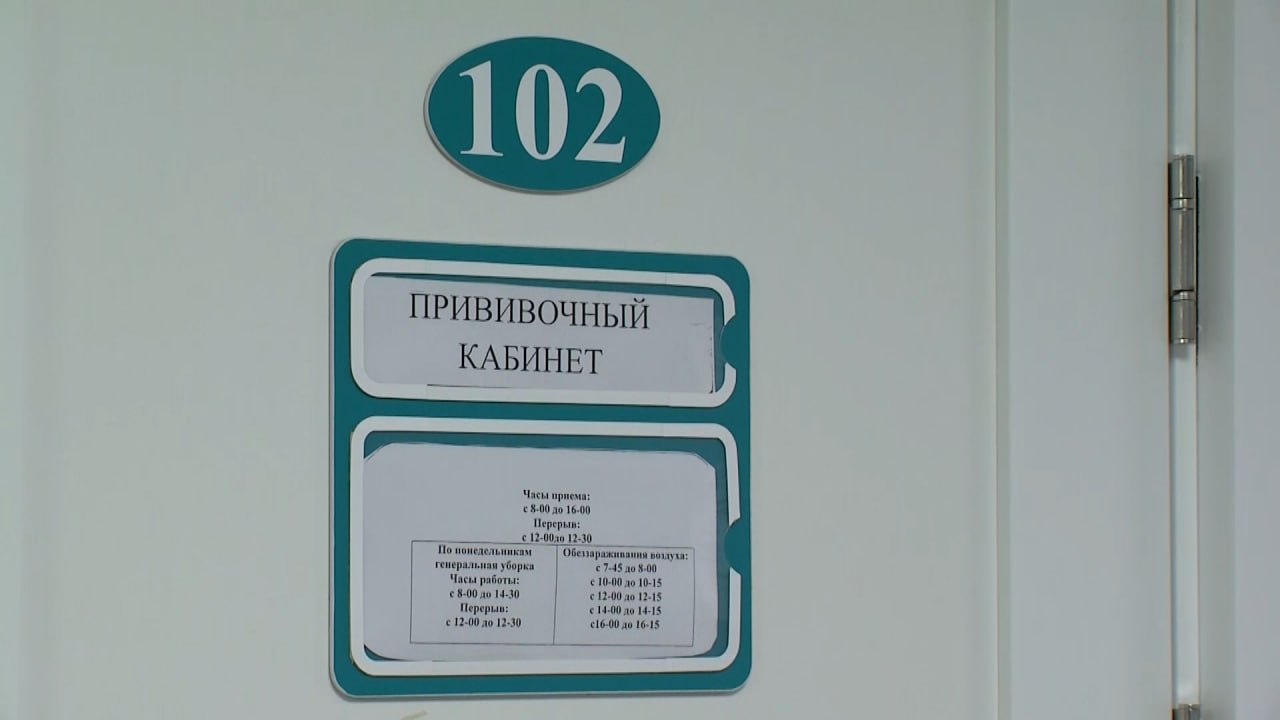 102
ПРИВИВОЧНЫЙ
КАБИНЕТ
Часы приема:
с 8-00 до 16-00
Перерыв:
с 12-00до 12-30
По понедельникам
генеральная уборка
Часы работы:
с 8-00 до 14-30
Перерыв:
с 12-00 до 12-30
Обеззараживания воздуха:
с 7-45 до 8-00
с 10-00 до 10-15
с 12-00 до 12-15
с 14-00 до 14-15
с16-00 до 16-15